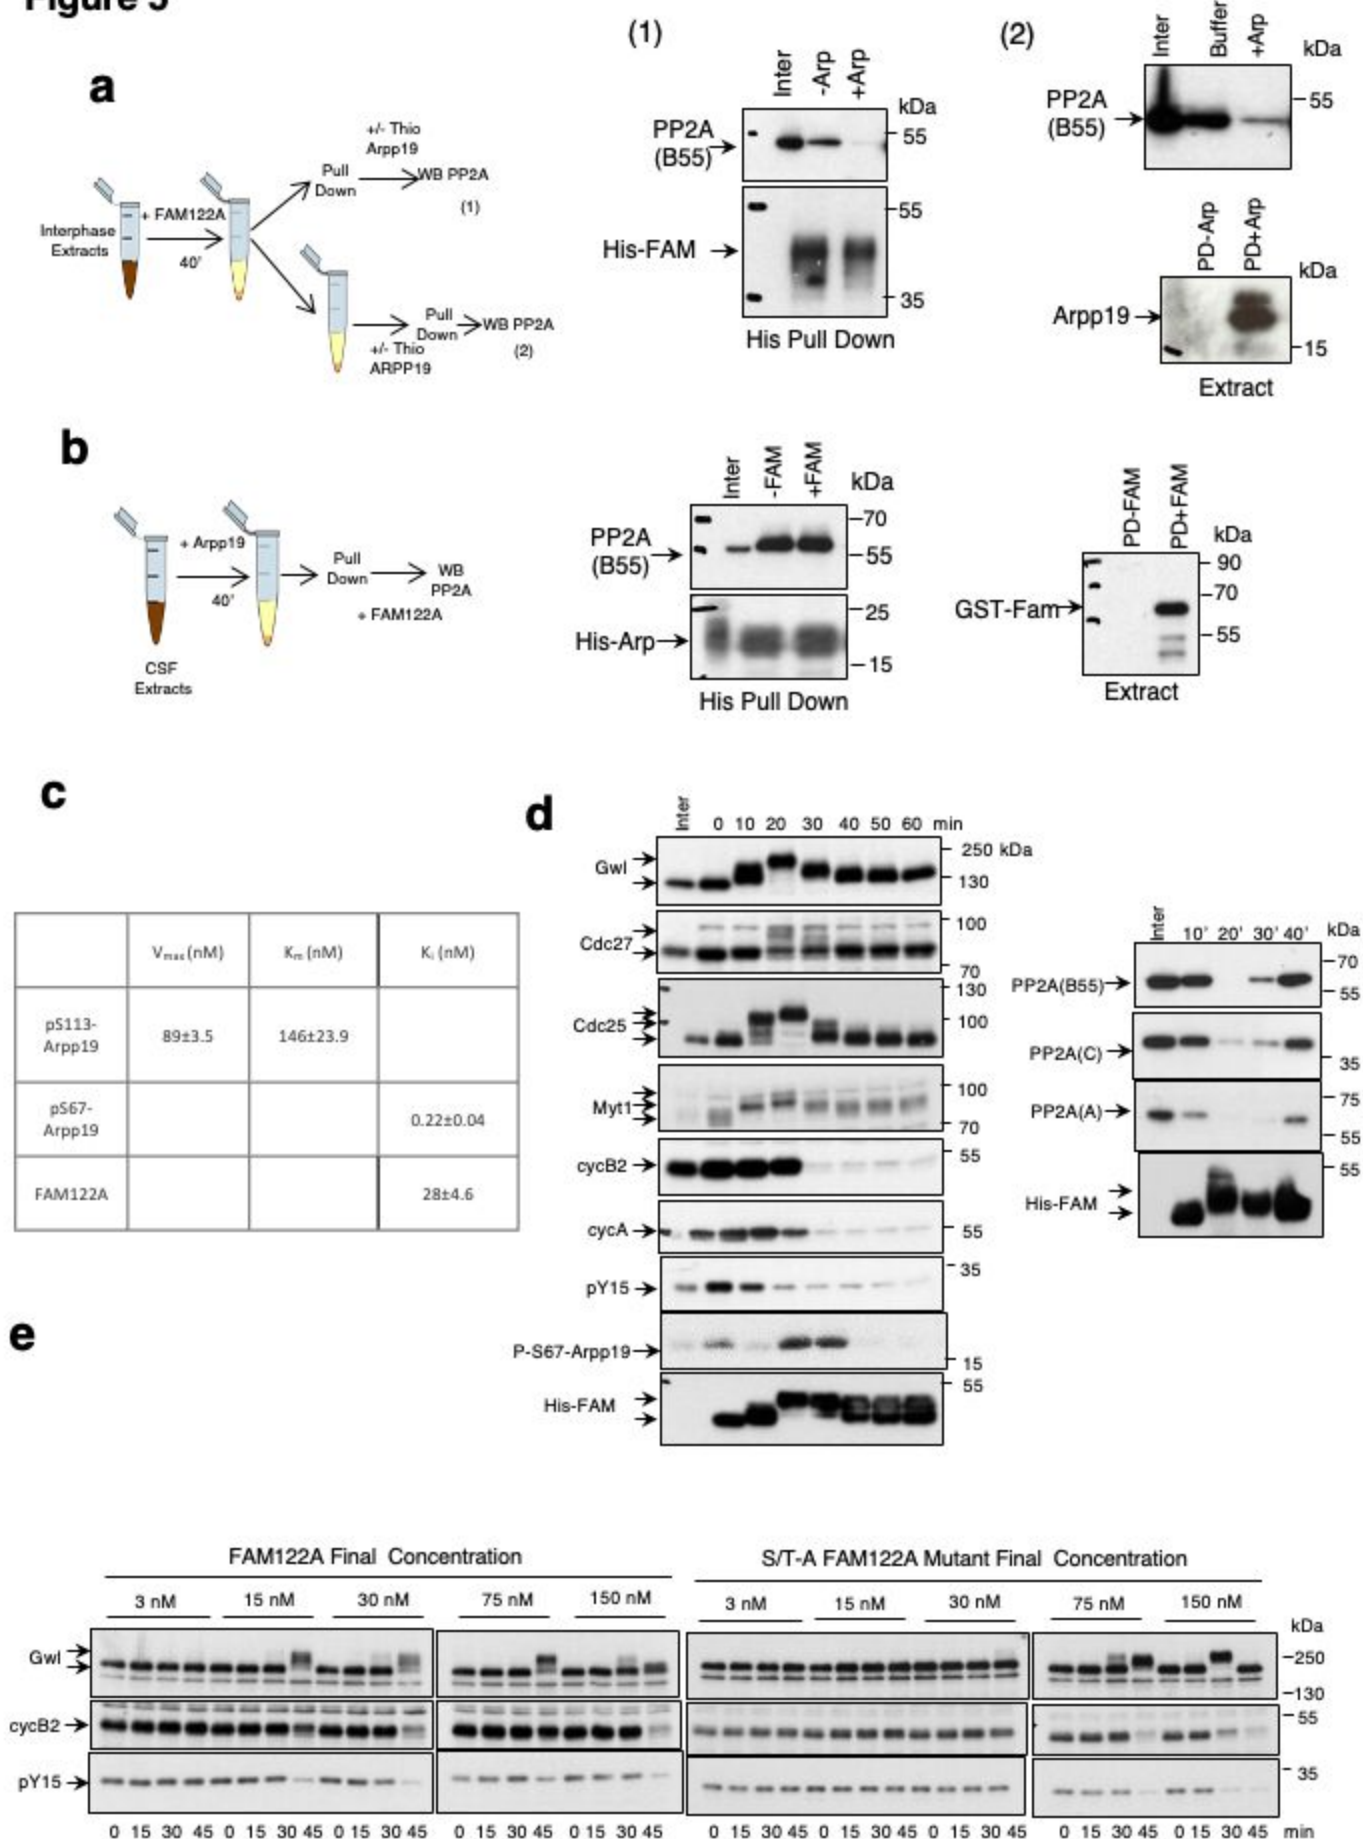 Figure 5
a
+/- Thio
Arpp19
Pull
Down
WB PP2A
(1)
+ FAM122A
Interphase
Extracts
40'
Pull
Down
WB PP2A
+/- Thio
ARPP19
(2)
(1)
Inter
-Arp
+Arp
kDa
PP2A
(B55)
55
55
His-FAM
35
His Pull Down
(2)
Inter
Buffer
+Arp
kDa
PP2A
(B55)
55
PD-Arp
PD+Arp
kDa
Arpp19
15
Extract
b
+ Arpp19
40'
Pull
Down
WB
PP2A
+ FAM122A
CSF
Extracts
Inter
-FAM
+FAM
kDa
70
PP2A
(B55)
55
25
His-Arp
15
His Pull Down
PD-FAM
PD+FAM
kDa
90
70
GST-Fam
55
Extract
c
Vmax (nM) Km (nM) Ki (nM)
pS113-
Arpp19
89±3.5 146±23.9
pS67-
Arpp19
0.22±0.04
FAM122A 28±4.6
d
Inter 0 10 20 30 40 50 60 min
Gwl
250 kDa
130
Cdc27
100
70
Cdc25
130
100
Myt1
100
70
cycB2
55
cycA
55
pY15
35
P-S67-Arpp19
15
His-FAM
55
Inter 10' 20' 30' 40' kDa
PP2A(B55)
70
55
PP2A(C)
35
PP2A(A)
75
55
His-FAM
55
e
FAM122A Final Concentration
3 nM 15 nM 30 nM 75 nM 150 nM
S/T-A FAM122A Mutant Final Concentration
3 nM 15 nM 30 nM 75 nM 150 nM
kDa
Gwl
250
130
cycB2
55
pY15
35
0 15 30 45 0 15 30 45 0 15 30 45 0 15 30 45 0 15 30 45 0 15 30 45 0 15 30 45 0 15 30 45 0 15 30 45 0 15 30 45 min